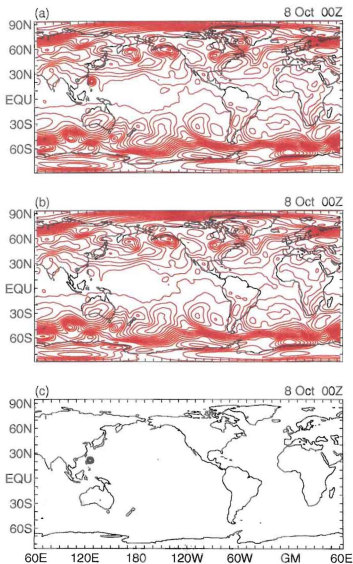 (a) 8 Oct 00Z
90N
60N
30N
EQU
30S
60S
(b) 8 Oct 00Z
90N
60N
30N
EQU
30S
60S
(c) 8 Oct 00Z
90N
60N
30N
EQU
30S
60S
60E 120E 180 120W 60W GM 60E